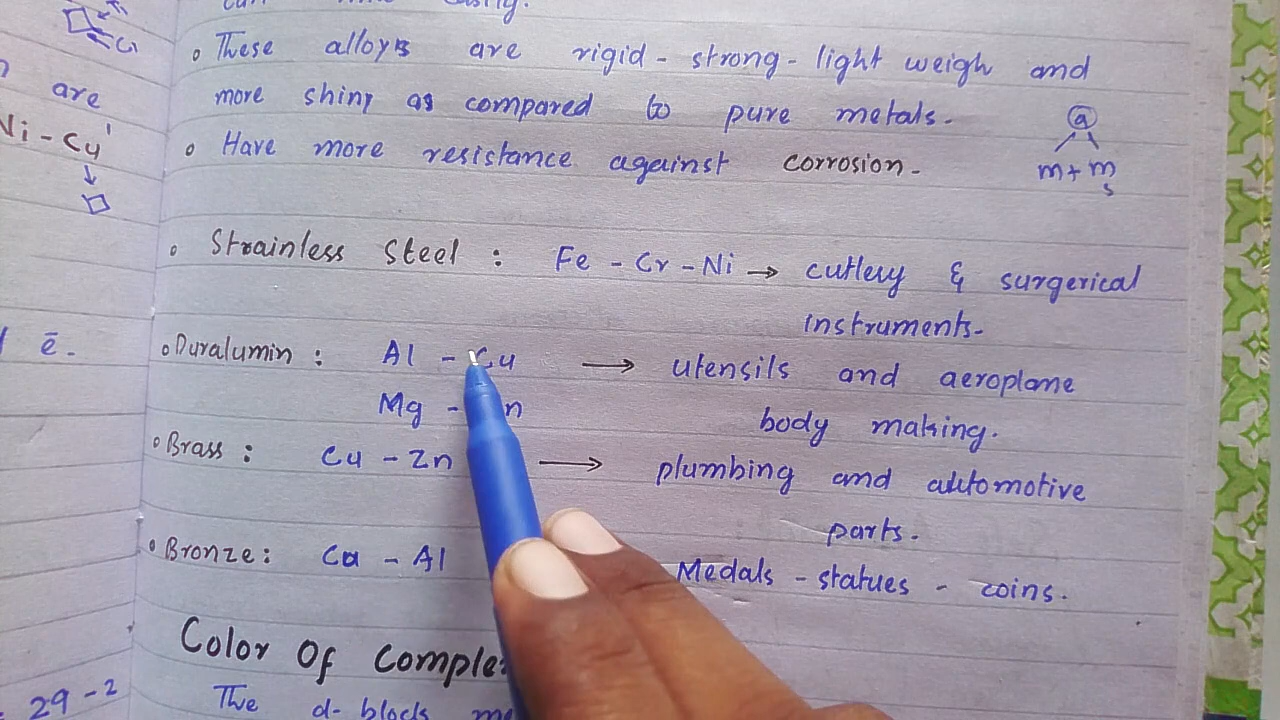 easily.
These alloys are rigid - strong - light weigh and
more shiny as compared to pure metals.
Have more resistance against corrosion.
a
m + m
s
are
Ni - Cu
Strainless Steel : Fe - Cr - Ni → cutlery & surgerical
instruments.
ē.
Duralumin : Al - Cu → utensils and aeroplane
Mg - n body making.
Brass : Cu - Zn → plumbing and automotive
parts.
Bronze : Ca - Al Medals - statues - coins.
Color Of Comple
29 - 2
The d-block